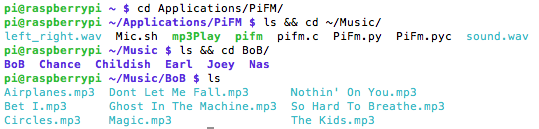 pi@raspberrypi ~ $ cd Applications/PiFM/
pi@raspberrypi ~/Applications/PiFM $ ls && cd ~/Music/
left_right.wav Mic.sh mp3Play pifm pifm.c PiFm.py PiFm.pyc sound.wav
pi@raspberrypi ~/Music $ ls && cd BoB/
BoB Chance Childish Earl Joey Nas
pi@raspberrypi ~/Music/BoB $ ls
Airplanes.mp3 Dont Let Me Fall.mp3 Nothin' On You.mp3
Bet I.mp3 Ghost In The Machine.mp3 So Hard To Breathe.mp3
Circles.mp3 Magic.mp3 The Kids.mp3